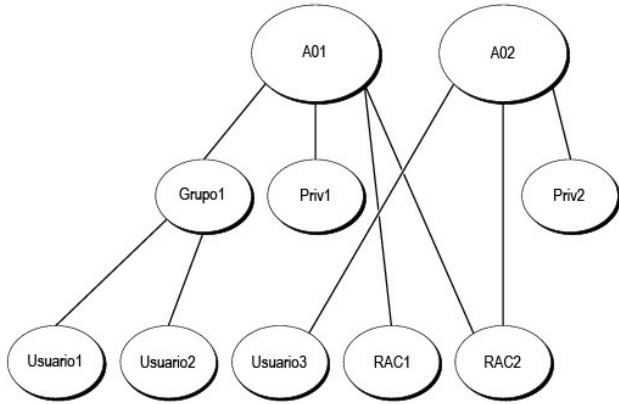 A01
A02
Grupo1
Priv1
Priv2
Usuario1
Usuario2
Usuario3
RAC1
RAC2